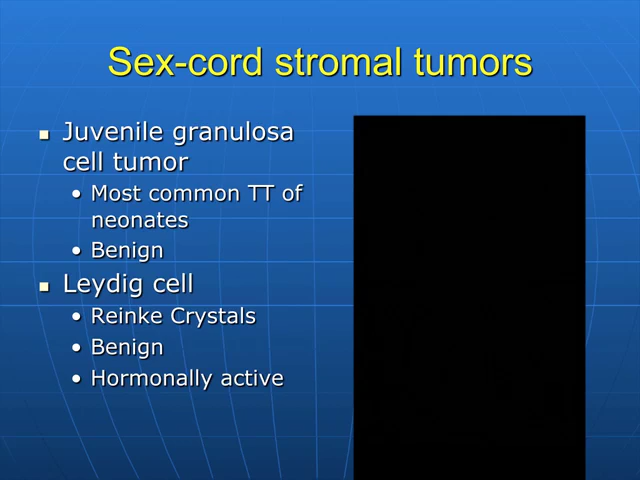 Sex-cord stromal tumors
Juvenile granulosa
cell tumor
• Most common TT of
neonates
• Benign
Leydig cell
• Reinke Crystals
• Benign
• Hormonally active